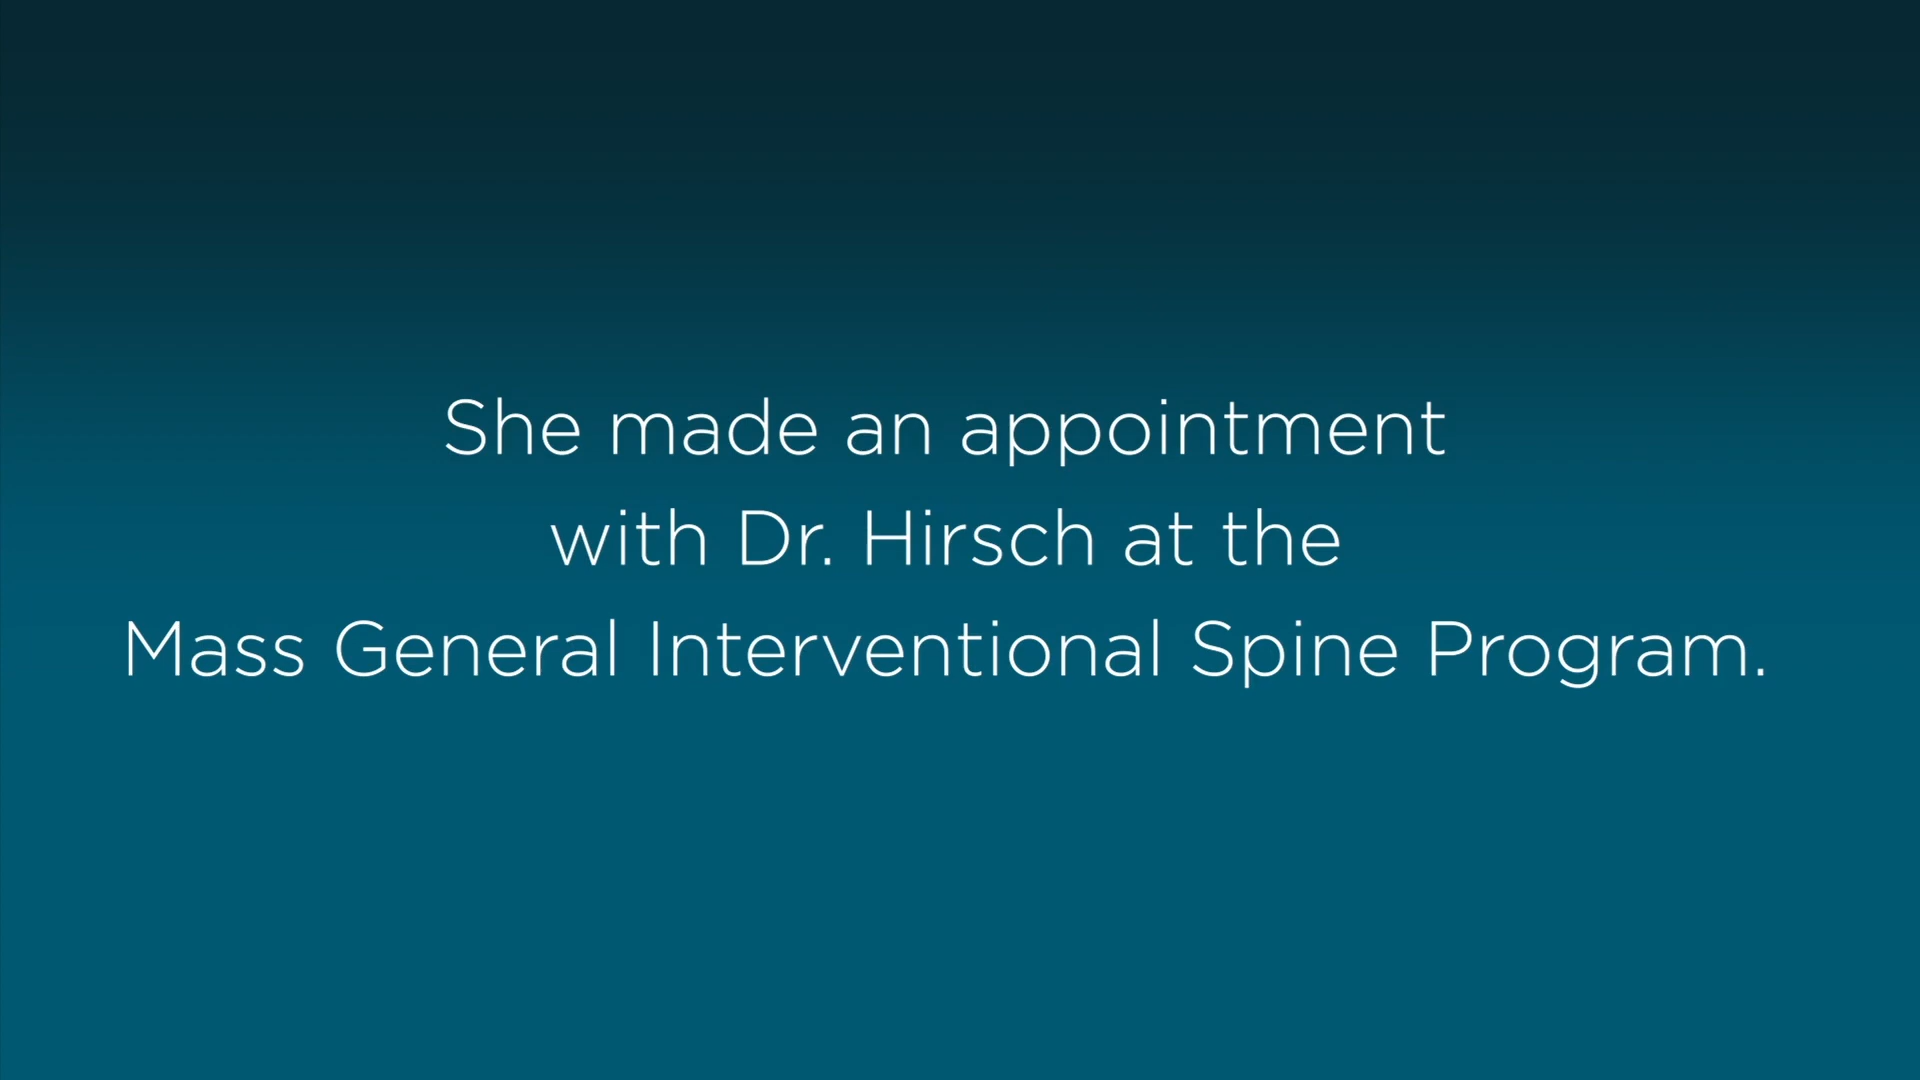 She made an appointment
with Dr. Hirsch at the
Mass General Interventional Spine Program.